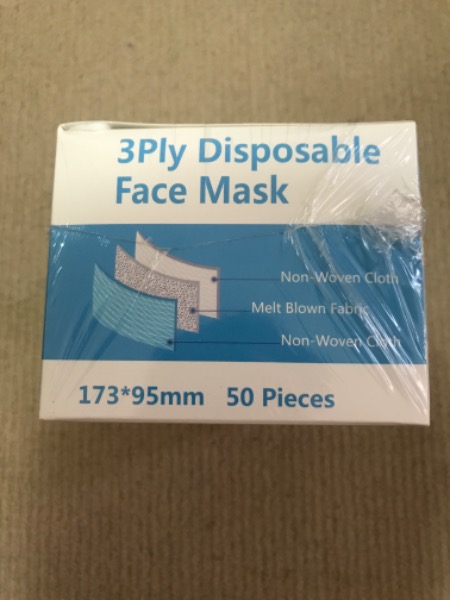 3Ply Disposable
Face Mask
Non-Woven Cloth
Melt Blown Fabric
Non-Woven Cloth
173*95mm 50 Pieces